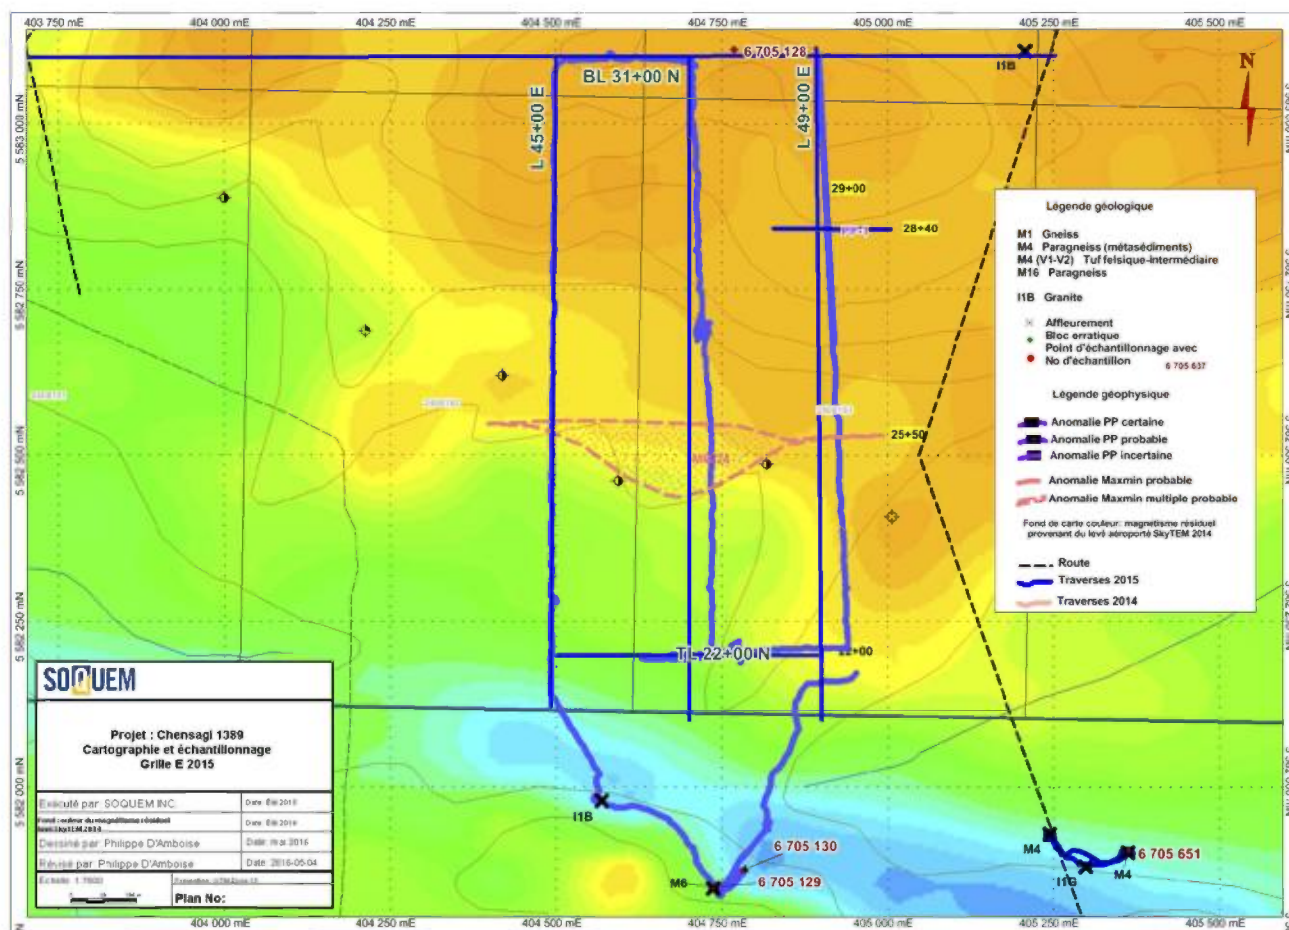 403 750 mE
404 000 mE
404 250 mE
404 500 mE
404 750 mE
405 000 mE
405 250 mE
405 500 mE
6 705 128
I1B
BL 31+00 N
L 45+00 E
L 49+00 E
N
5 583 000 mN
5 582 750 mN
5 582 500 mN
5 582 250 mN
5 582 000 mN
29+00
28+40
25+50
TL 22+00 N
Légende géologique
M1 Gneiss
M4 Paragneiss (métasédiments)
M4 (V1-V2) Tuf felsique-intermédiaire
M16 Paragneiss
I1B Granite
Affleurement
Bloc erratique
Point d'échantillonnage avec
No d'échantillon 6 705 637
Légende géophysique
Anomalie PP certaine
Anomalie PP probable
Anomalie PP incertaine
Anomalie Maxmin probable
Anomalie Maxmin multiple probable
Fond de carte couleur: magnétisme résiduel
provenant du levé aéroporté SkyTEM 2014
Route
Traverses 2015
Traverses 2014
SOQUEM
Projet : Chensagi 1389
Cartographie et échantillonnage
Grille E 2015
Exécuté par: SOQUEM INC.
Dessiné par: Philippe D'Amboise
Date: mai 2016
Révisé par: Philippe D'Amboise
Date: 2016-05-04
Plan No:
I1B
M6
6 705 130
6 705 129
M4
I1G
M4
6 705 651
404 000 mE
404 250 mE
404 500 mE
404 750 mE
405 000 mE
405 250 mE
405 500 mE